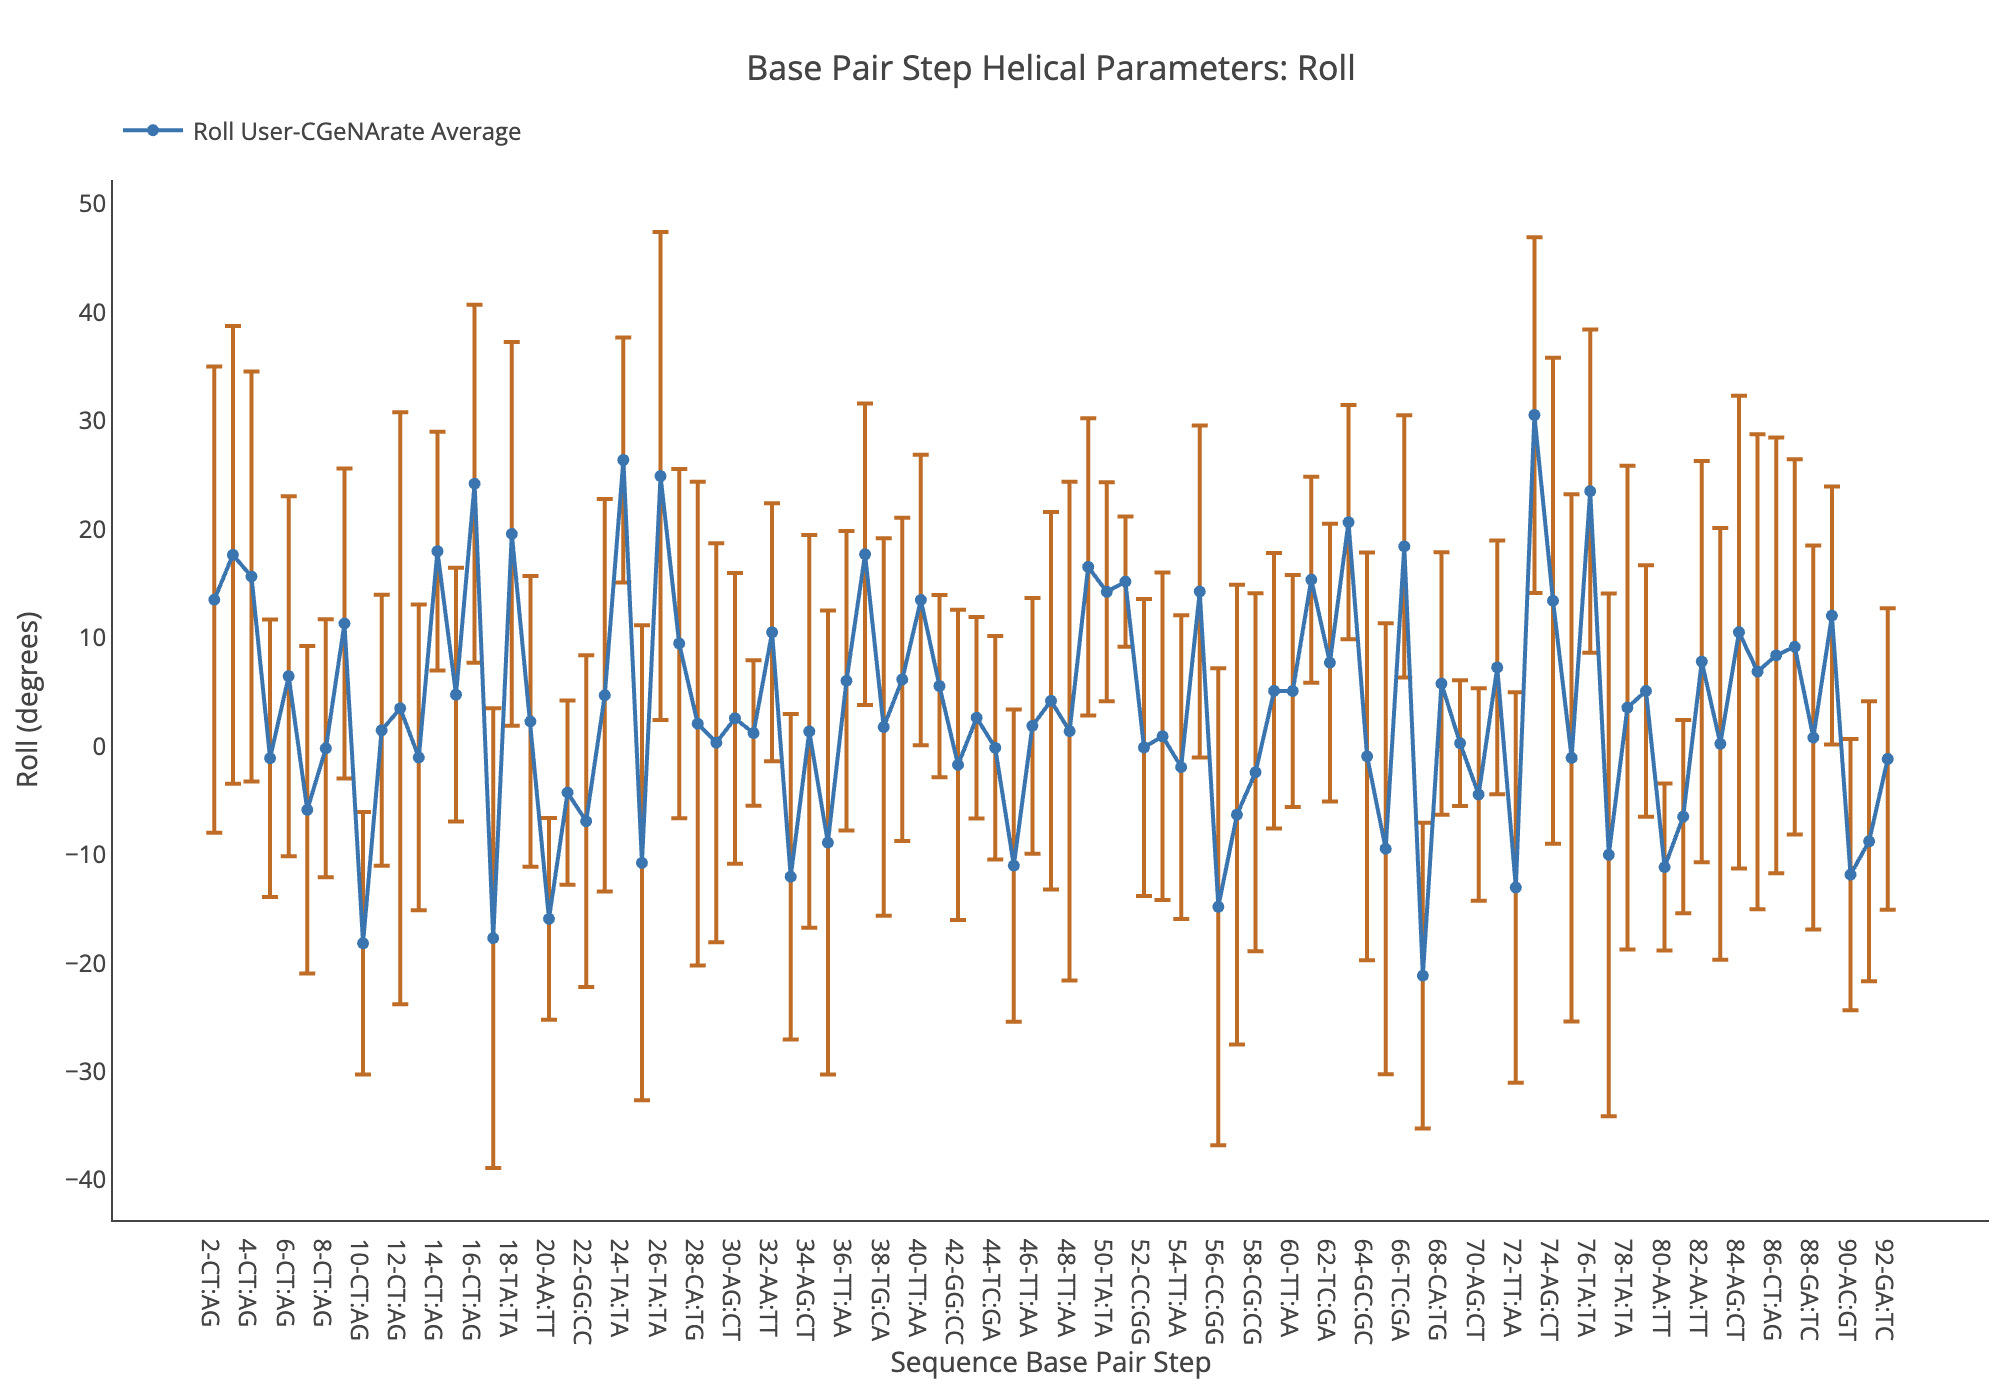 Base Pair Step Helical Parameters: Roll
Roll User-CGeNArate Average
50
40
30
20
10
0
−10
−20
−30
−40
Roll (degrees)
2-CT:AG
4-CT:AG
6-CT:AG
8-CT:AG
10-CT:AG
12-CT:AG
14-CT:AG
16-CT:AG
18-TA:TA
20-AA:TT
22-GG:CC
24-TA:TA
26-TA:TA
28-CA:TG
30-AG:CT
32-AA:TT
34-AG:CT
36-TT:AA
38-TG:CA
40-TT:AA
42-GG:CC
44-TC:GA
46-TT:AA
48-TT:AA
50-TA:TA
52-CC:GG
54-TT:AA
56-CC:GG
58-CG:CG
60-TT:AA
62-TC:GA
64-GC:GC
66-TC:GA
68-CA:TG
70-AG:CT
72-TT:AA
74-AG:CT
76-TA:TA
78-TA:TA
80-AA:TT
82-AA:TT
84-AG:CT
86-CT:AG
88-GA:TC
90-AC:GT
92-GA:TC
Sequence Base Pair Step